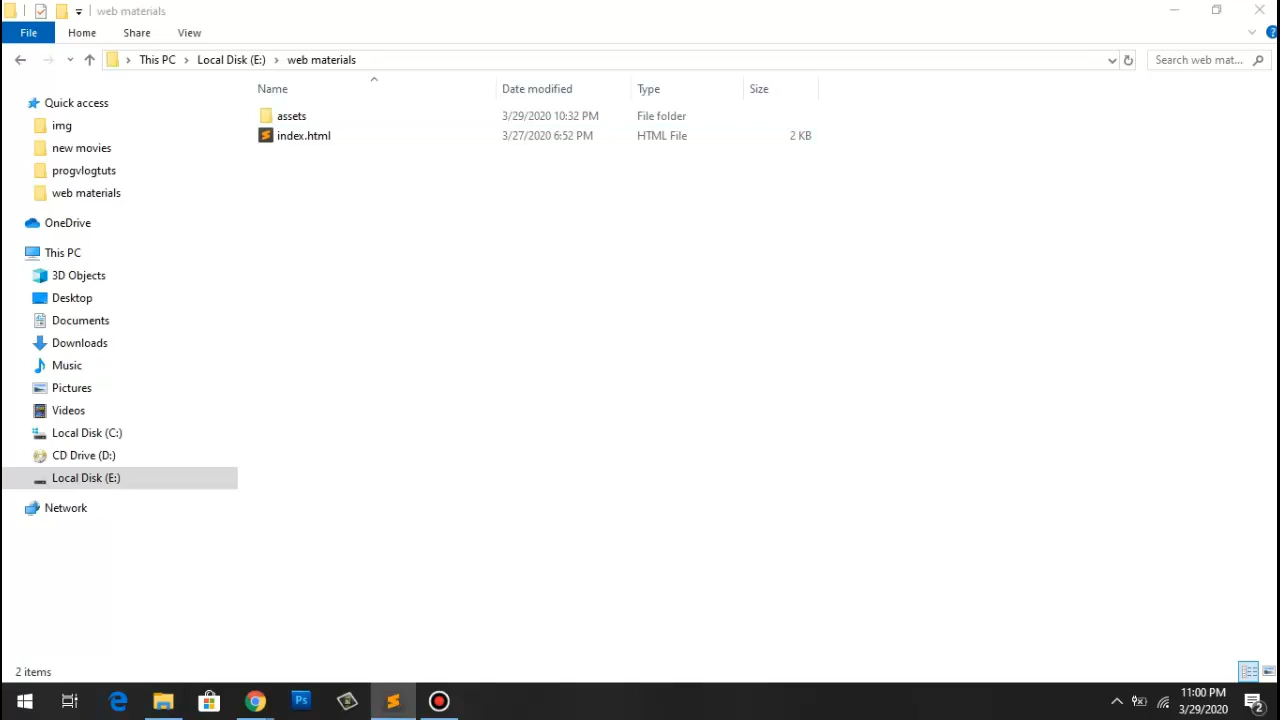 web materials
File Home Share View
This PC Local Disk (E:) web materials Search web mat...
Name Date modified Type Size
assets 3/29/2020 10:32 PM File folder
index.html 3/27/2020 6:52 PM HTML File 2 KB
Quick access
img
new movies
progvlogtuts
web materials
OneDrive
This PC
3D Objects
Desktop
Documents
Downloads
Music
Pictures
Videos
Local Disk (C:)
CD Drive (D:)
Local Disk (E:)
Network
2 items
Ps
11:00 PM
3/29/2020
2